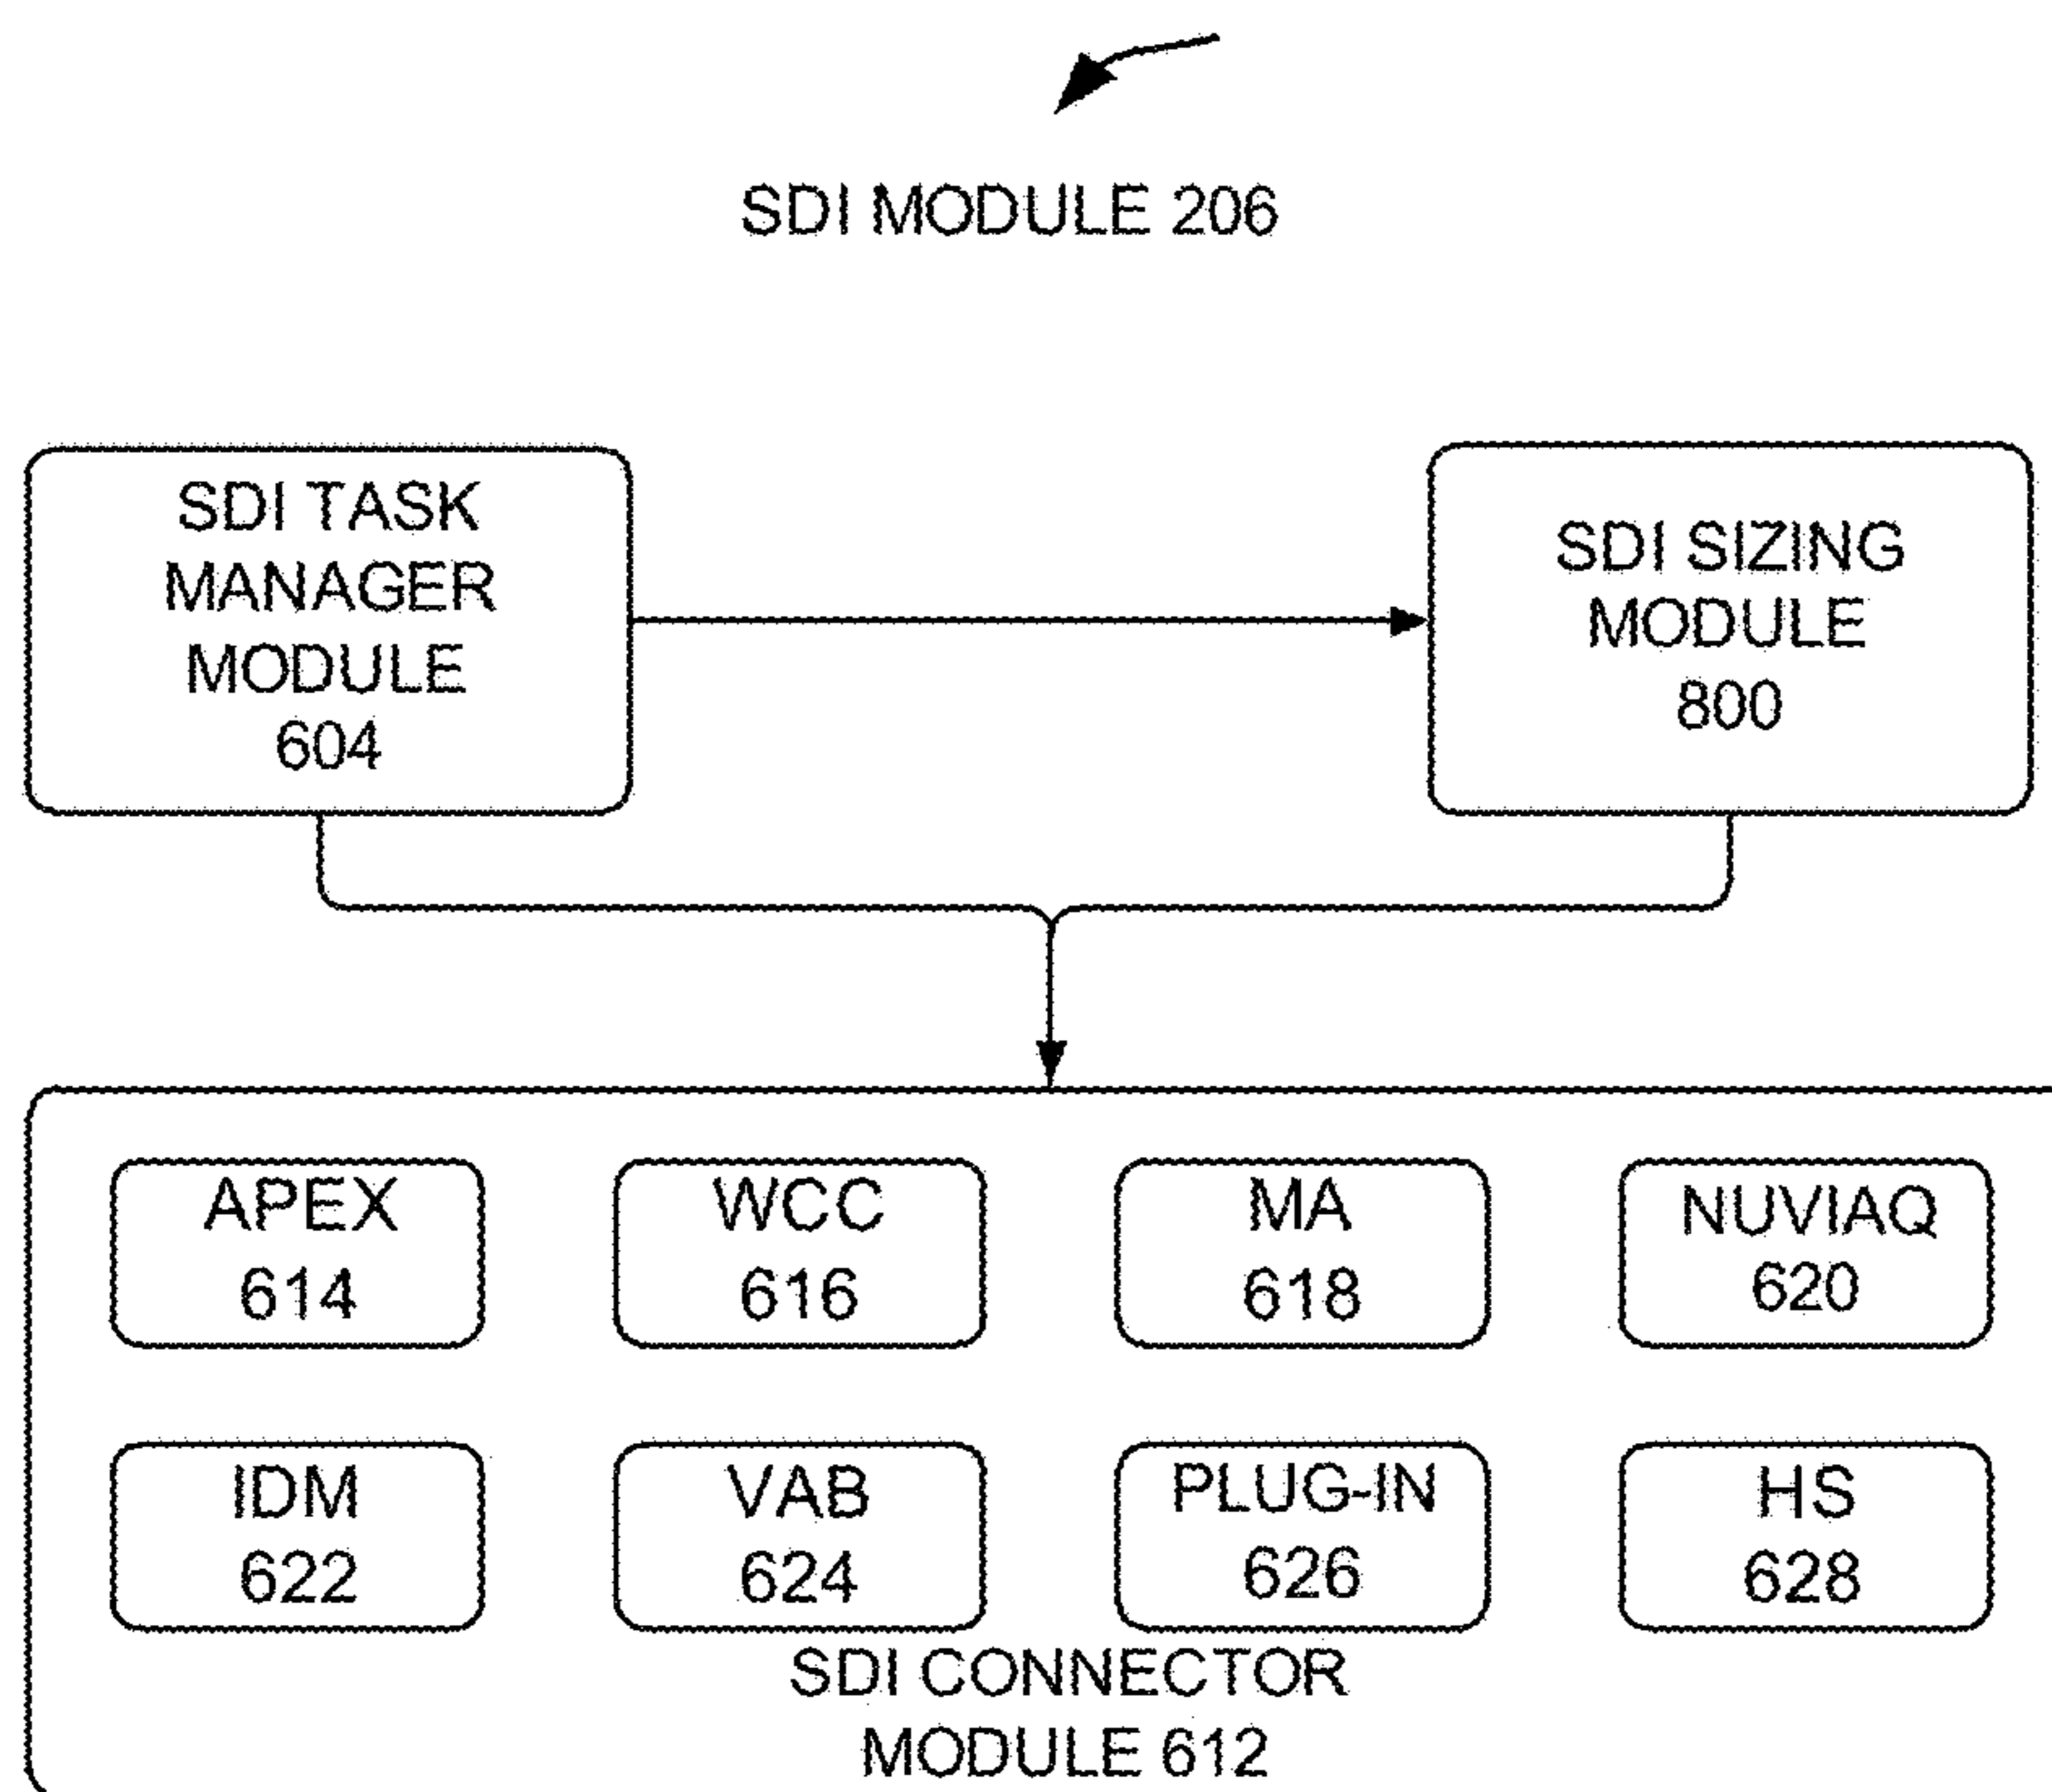 SDI MODULE 206
SDI TASK
MANAGER
MODULE
604
SDI SIZING
MODULE
800
APEX
614
WCC
616
MA
618
NUVIAQ
620
IDM
622
VAB
624
PLUG-IN
626
HS
628
SDI CONNECTOR
MODULE 612